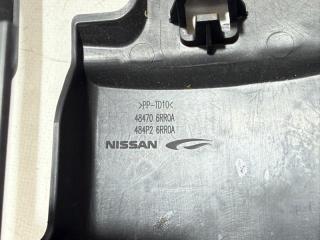 >PP-TD10<
48470 6RR0A
484P2 6RR0A
NISSAN